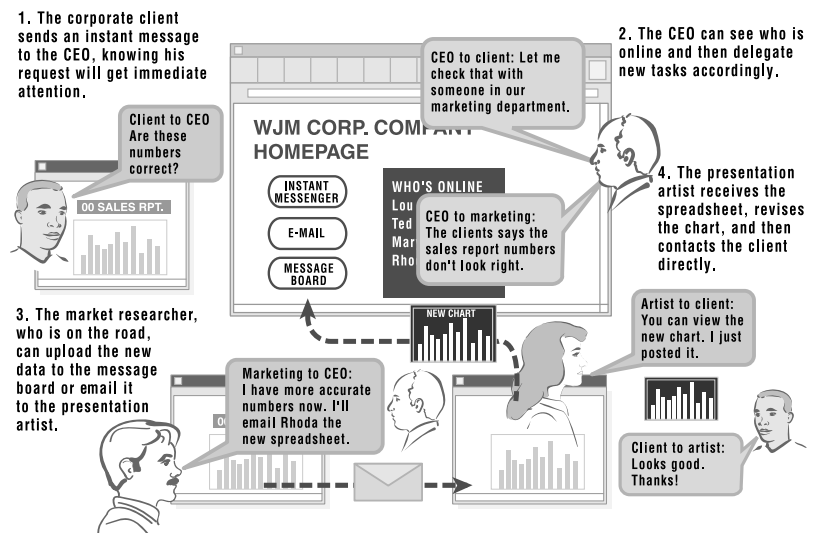 1. The corporate client
sends an instant message
to the CEO, knowing his
request will get immediate
attention.
Client to CEO
Are these
numbers
correct?
00 SALES RPT.
CEO to client: Let me
check that with
someone in our
marketing department.
2. The CEO can see who is
online and then delegate
new tasks accordingly.
WJM CORP. COMPANY
HOMEPAGE
INSTANT
MESSENGER
E-MAIL
MESSAGE
BOARD
WHO'S ONLINE
Lou
Ted
Mar
Rho
CEO to marketing:
The clients says the
sales report numbers
don't look right.
4. The presentation
artist receives the
spreadsheet, revises
the chart, and then
contacts the client
directly.
3. The market researcher,
who is on the road,
can upload the new
data to the message
board or email it
to the presentation
artist.
Marketing to CEO:
I have more accurate
numbers now. I'll
email Rhoda the
new spreadsheet.
NEW CHART
Artist to client:
You can view the
new chart. I just
posted it.
Client to artist:
Looks good.
Thanks!